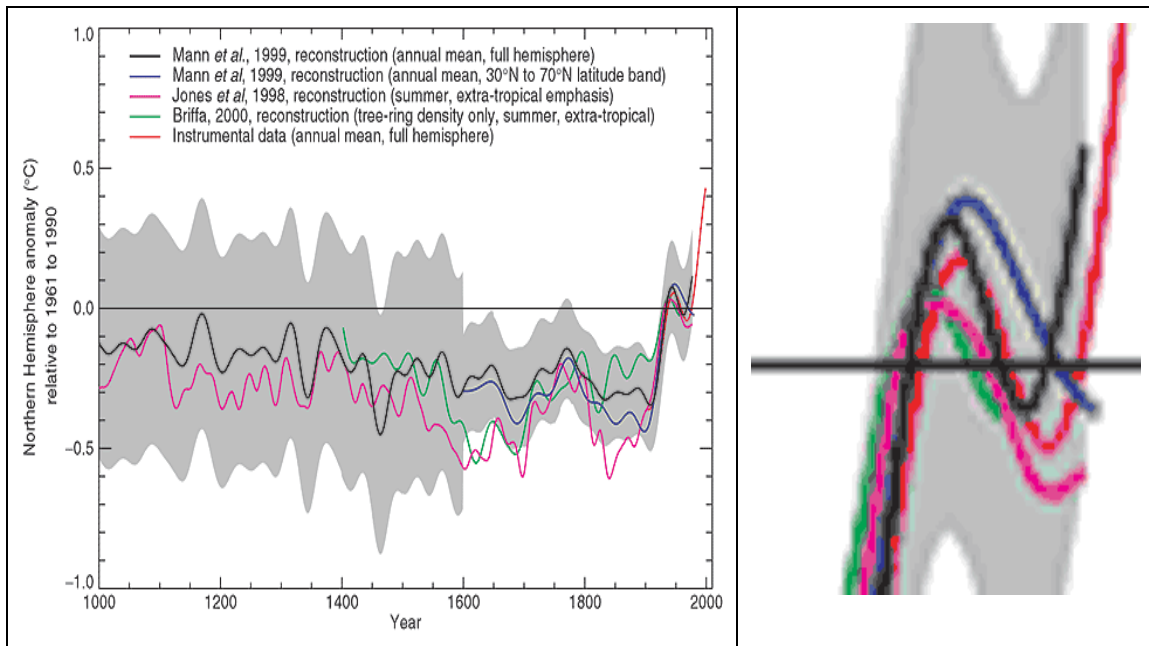 1.0
0.5
0.0
−0.5
−1.0
Northern Hemisphere anomaly (°C)
relative to 1961 to 1990
Mann et al., 1999, reconstruction (annual mean, full hemisphere)
Mann et al, 1999, reconstruction (annual mean, 30°N to 70°N latitude band)
Jones et al, 1998, reconstruction (summer, extra-tropical emphasis)
Briffa, 2000, reconstruction (tree-ring density only, summer, extra-tropical)
Instrumental data (annual mean, full hemisphere)
1000 1200 1400 1600 1800 2000
Year